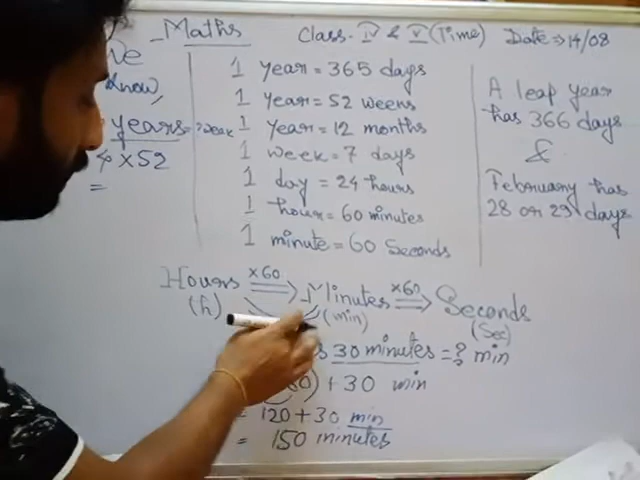 Maths Class- IV & V (Time) Date ⇒ 14/08
We
know,
years = ? week
4 × 52
=
1 year = 365 days
1 year = 52 weens
1 year = 12 months
1 week = 7 days
1 day = 24 hours
1 hour = 60 minutes
1 minute = 60 Seconds
A leap year
has 366 days
&
February has
28 or 29 days
Hours ×60 Minutes ×60 Seconds
(h) (min) (Sec)
30 minutes = ? min
+ 30 min
= 120 + 30 min
= 150 minutes